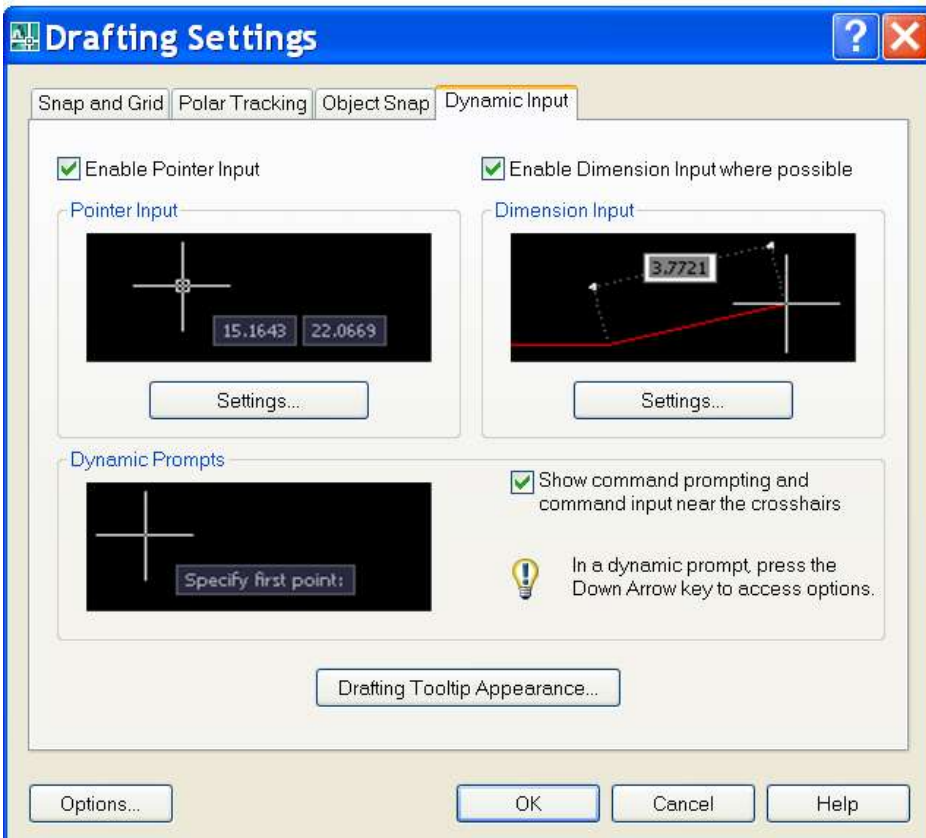 Drafting Settings
Snap and Grid
Polar Tracking
Object Snap
Dynamic Input
Enable Pointer Input
Enable Dimension Input where possible
Pointer Input
15.1643
22.0669
Settings...
Dimension Input
3.7721
Settings...
Dynamic Prompts
Specify first point:
Show command prompting and
command input near the crosshairs
In a dynamic prompt, press the
Down Arrow key to access options.
Drafting Tooltip Appearance...
Options...
OK
Cancel
Help